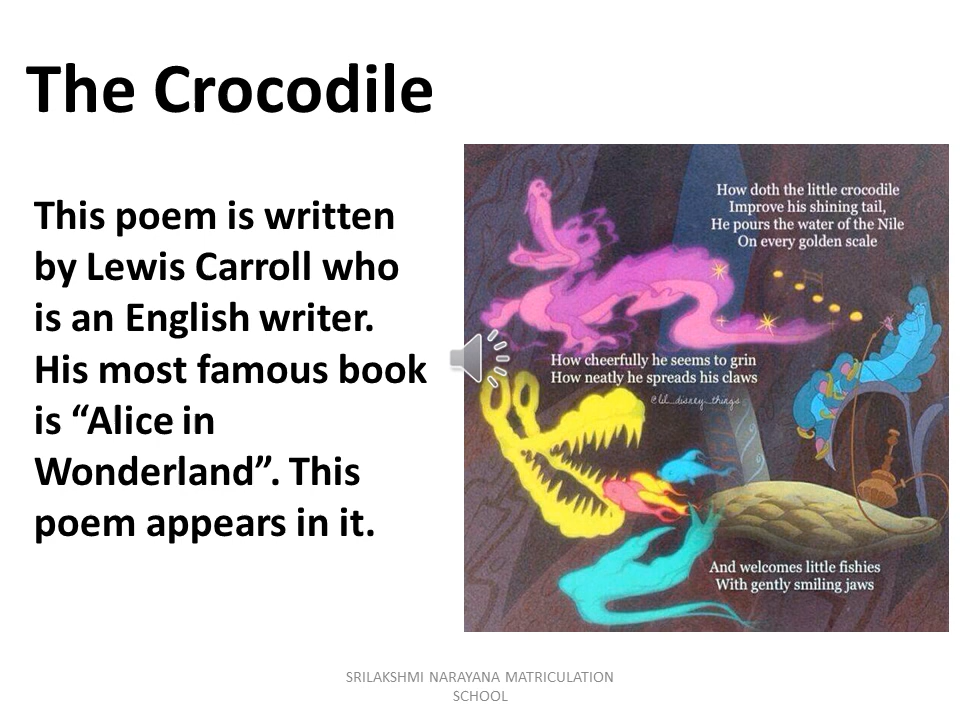 The Crocodile
This poem is written
by Lewis Carroll who
is an English writer.
His most famous book
is “Alice in
Wonderland”. This
poem appears in it.
How doth the little crocodile
Improve his shining tail,
He pours the water of the Nile
On every golden scale
How cheerfully he seems to grin
How neatly he spreads his claws
@lil_disney_things
And welcomes little fishies
With gently smiling jaws
SRILAKSHMI NARAYANA MATRICULATION
SCHOOL